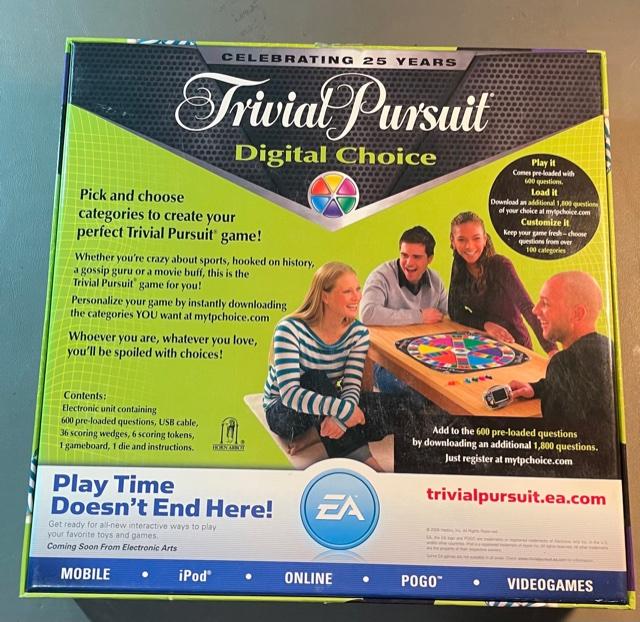 CELEBRATING 25 YEARS
Trivial Pursuit®
Digital Choice
Pick and choose
categories to create your
perfect Trivial Pursuit® game!
Whether you're crazy about sports, hooked on history,
a gossip guru or a movie buff, this is the
Trivial Pursuit® game for you!
Personalize your game by instantly downloading
the categories YOU want at mytpchoice.com
Whoever you are, whatever you love,
you'll be spoiled with choices!
Play it
Comes pre-loaded with
600 questions.
Load it
Download an additional 1,800 questions
of your choice at mytpchoice.com
Customize it
Keep your game fresh – choose
questions from over
100 categories
Contents:
Electronic unit containing
600 pre-loaded questions, USB cable,
36 scoring wedges, 6 scoring tokens,
1 gameboard, 1 die and instructions.
HORN ABBOT
Add to the 600 pre-loaded questions
by downloading an additional 1,800 questions.
Just register at mytpchoice.com
Play Time
Doesn't End Here!
Get ready for all-new interactive ways to play
your favorite toys and games.
Coming Soon From Electronic Arts
EA
trivialpursuit.ea.com
MOBILE • iPod® • ONLINE • POGO™ • VIDEOGAMES